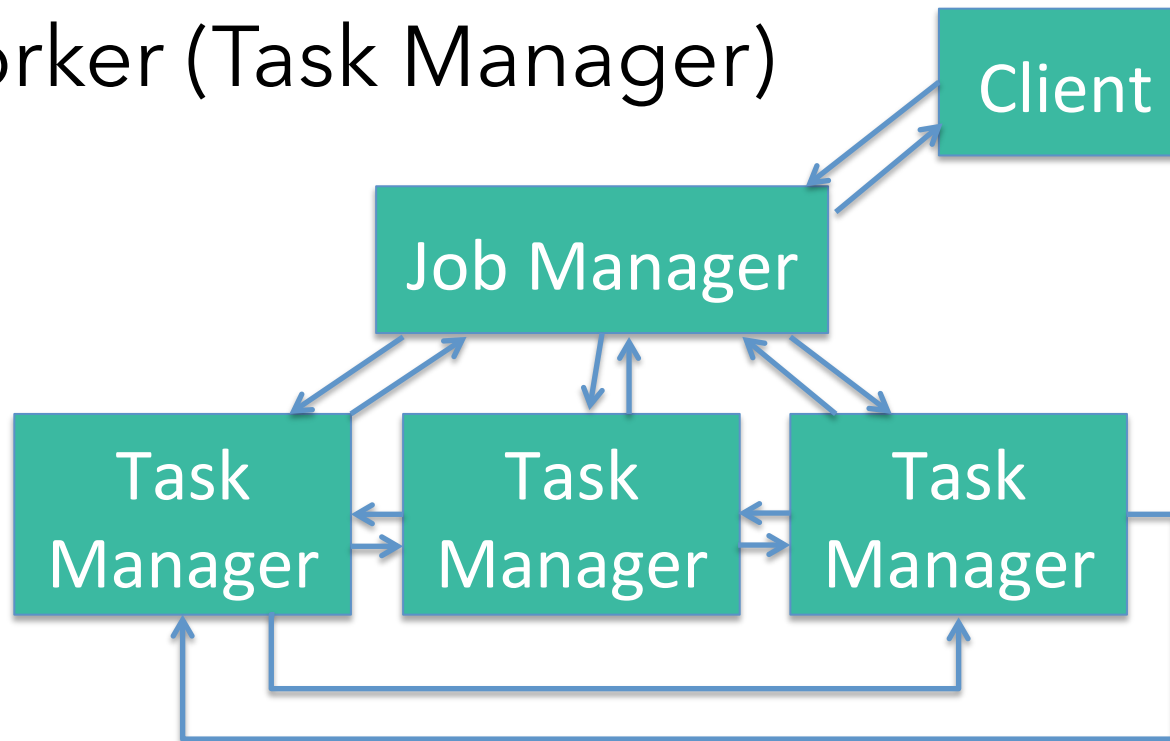 orker (Task Manager)
Client
Job Manager
Task
Manager
Task
Manager
Task
Manager